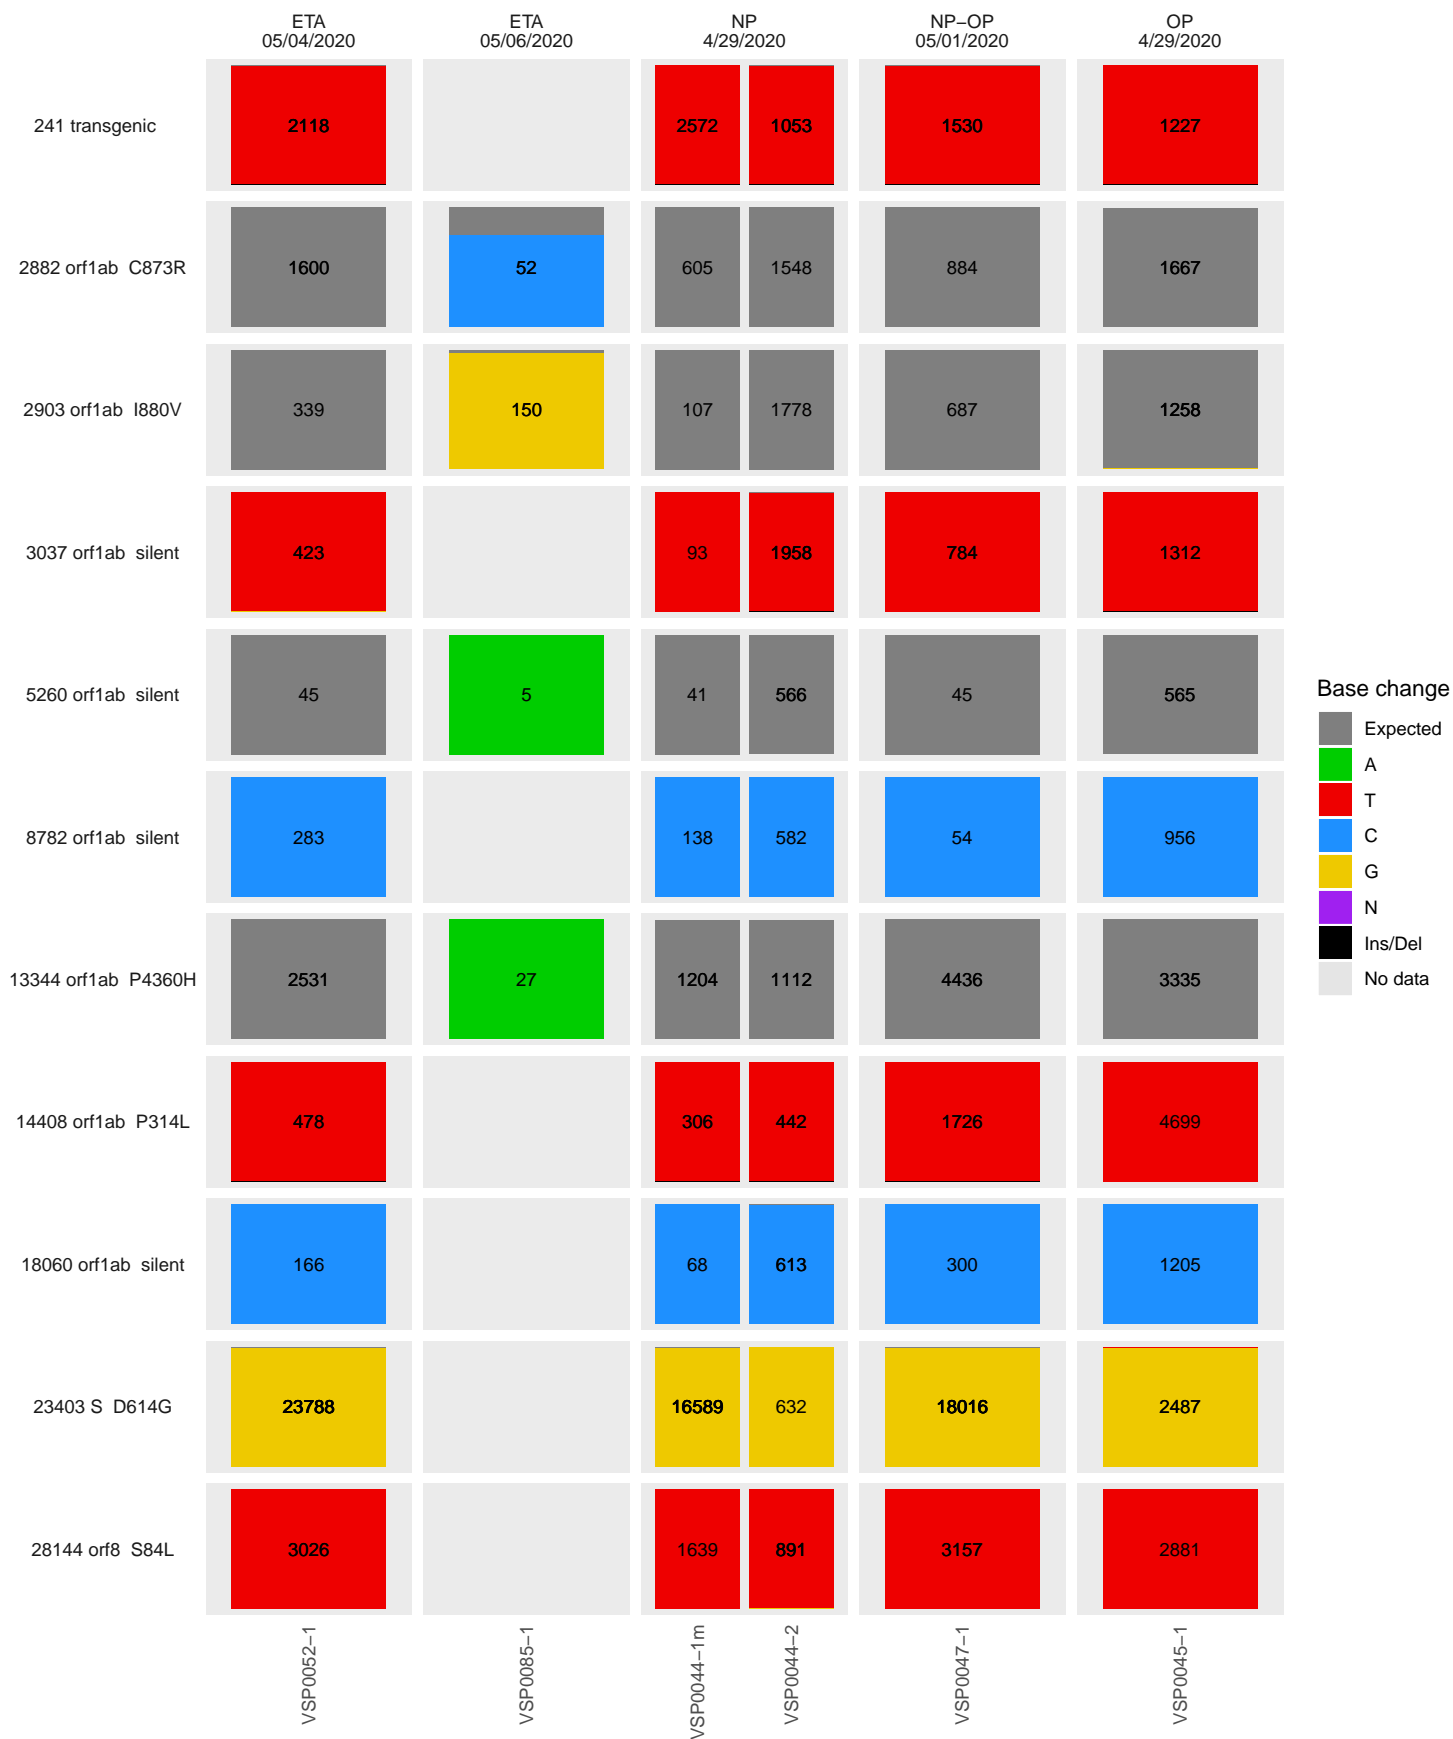 ETA ETA NP NP−OP OP
05/04/2020 05/06/2020 4/29/2020 05/01/2020 4/29/2020
241 transgenic 2118 2572 1053 1530 1227
2882 orf1ab C873R 1600 52 605 1548 884 1667
2903 orf1ab I880V 339 150 107 1778 687 1258
3037 orf1ab silent 423 93 1958 784 1312
5260 orf1ab silent 45 5 41 566 45 565
8782 orf1ab silent 283 138 582 54 956
13344 orf1ab P4360H 2531 27 1204 1112 4436 3335
14408 orf1ab P314L 478 306 442 1726 4699
18060 orf1ab silent 166 68 613 300 1205
23403 S D614G 23788 16589 632 18016 2487
28144 orf8 S84L 3026 1639 891 3157 2881
VSP0052−1
VSP0085−1
VSP0044−1m
VSP0044−2
VSP0047−1
VSP0045−1
Base change
Expected
A
T
C
G
N
Ins/Del
No data